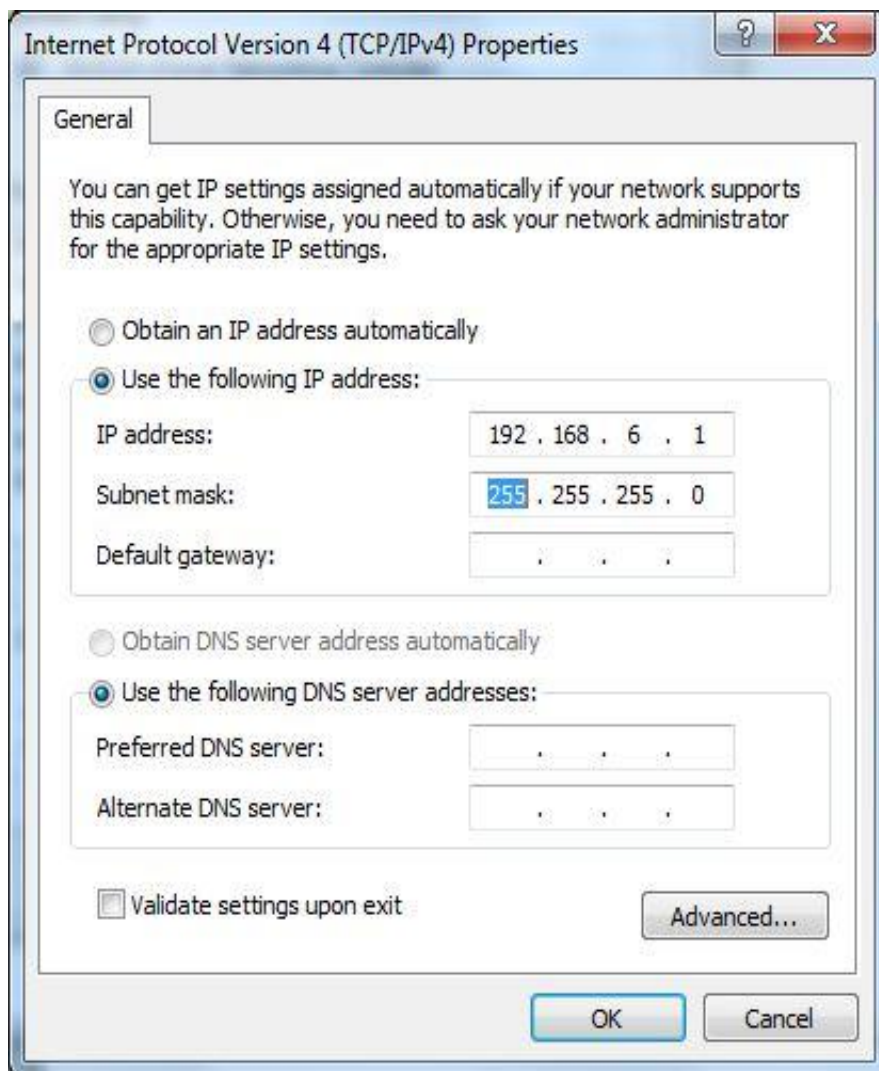 Internet Protocol Version 4 (TCP/IPv4) Properties
?
X
General
You can get IP settings assigned automatically if your network supports
this capability. Otherwise, you need to ask your network administrator
for the appropriate IP settings.
Obtain an IP address automatically
Use the following IP address:
IP address: 192 . 168 . 6 . 1
Subnet mask: 255 . 255 . 255 . 0
Default gateway: . . .
Obtain DNS server address automatically
Use the following DNS server addresses:
Preferred DNS server: . . .
Alternate DNS server: . . .
Validate settings upon exit
Advanced...
OK Cancel